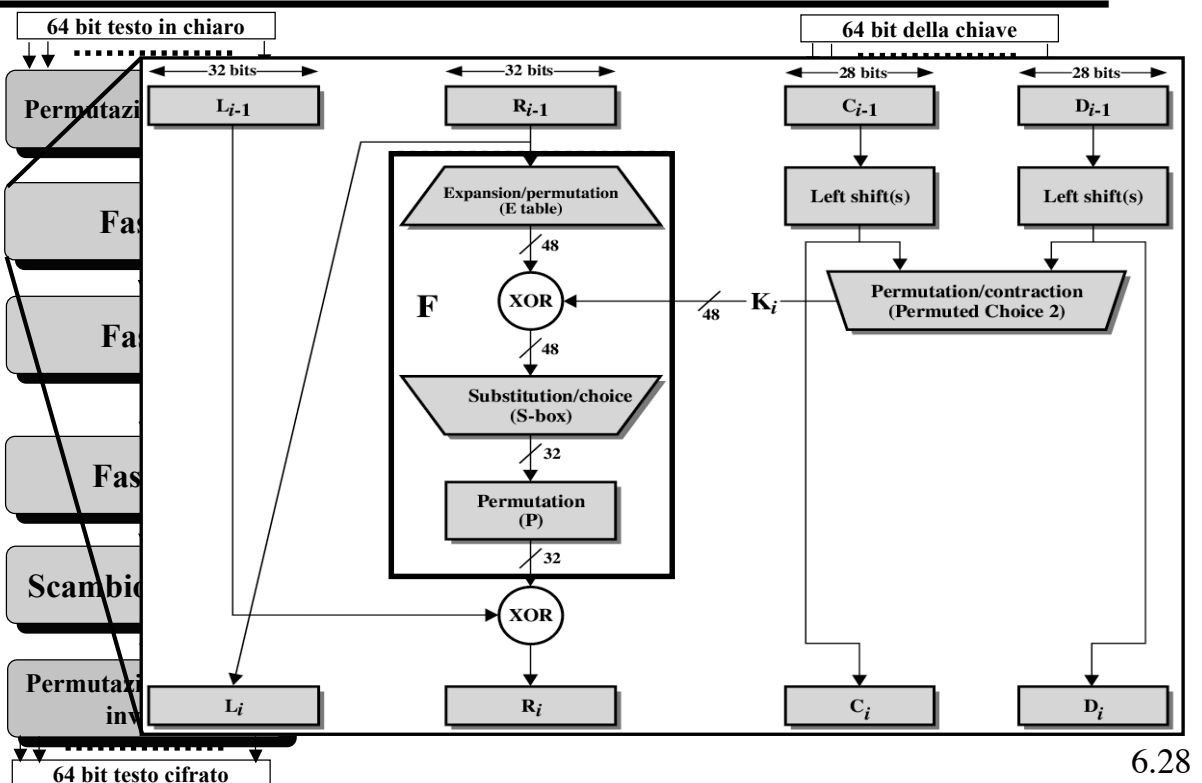 64 bit testo in chiaro
64 bit della chiave
32 bits
32 bits
28 bits
28 bits
Permutazi
Li-1
Ri-1
Ci-1
Di-1
Expansion/permutation
(E table)
Left shift(s)
Left shift(s)
Fas
48
F
XOR
48
Ki
Permutation/contraction
(Permuted Choice 2)
Fas
48
Substitution/choice
(S-box)
Fas
32
Permutation
(P)
32
Scambio
XOR
Permutazi
inv
Li
Ri
Ci
Di
64 bit testo cifrato
6.28